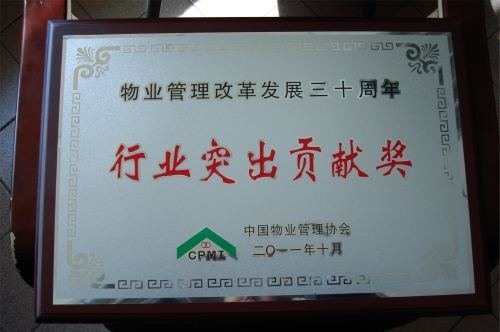 物业管理改革发展三十周年
行业突出贡献奖
中国物业管理协会
CPMI
二〇一一年十月